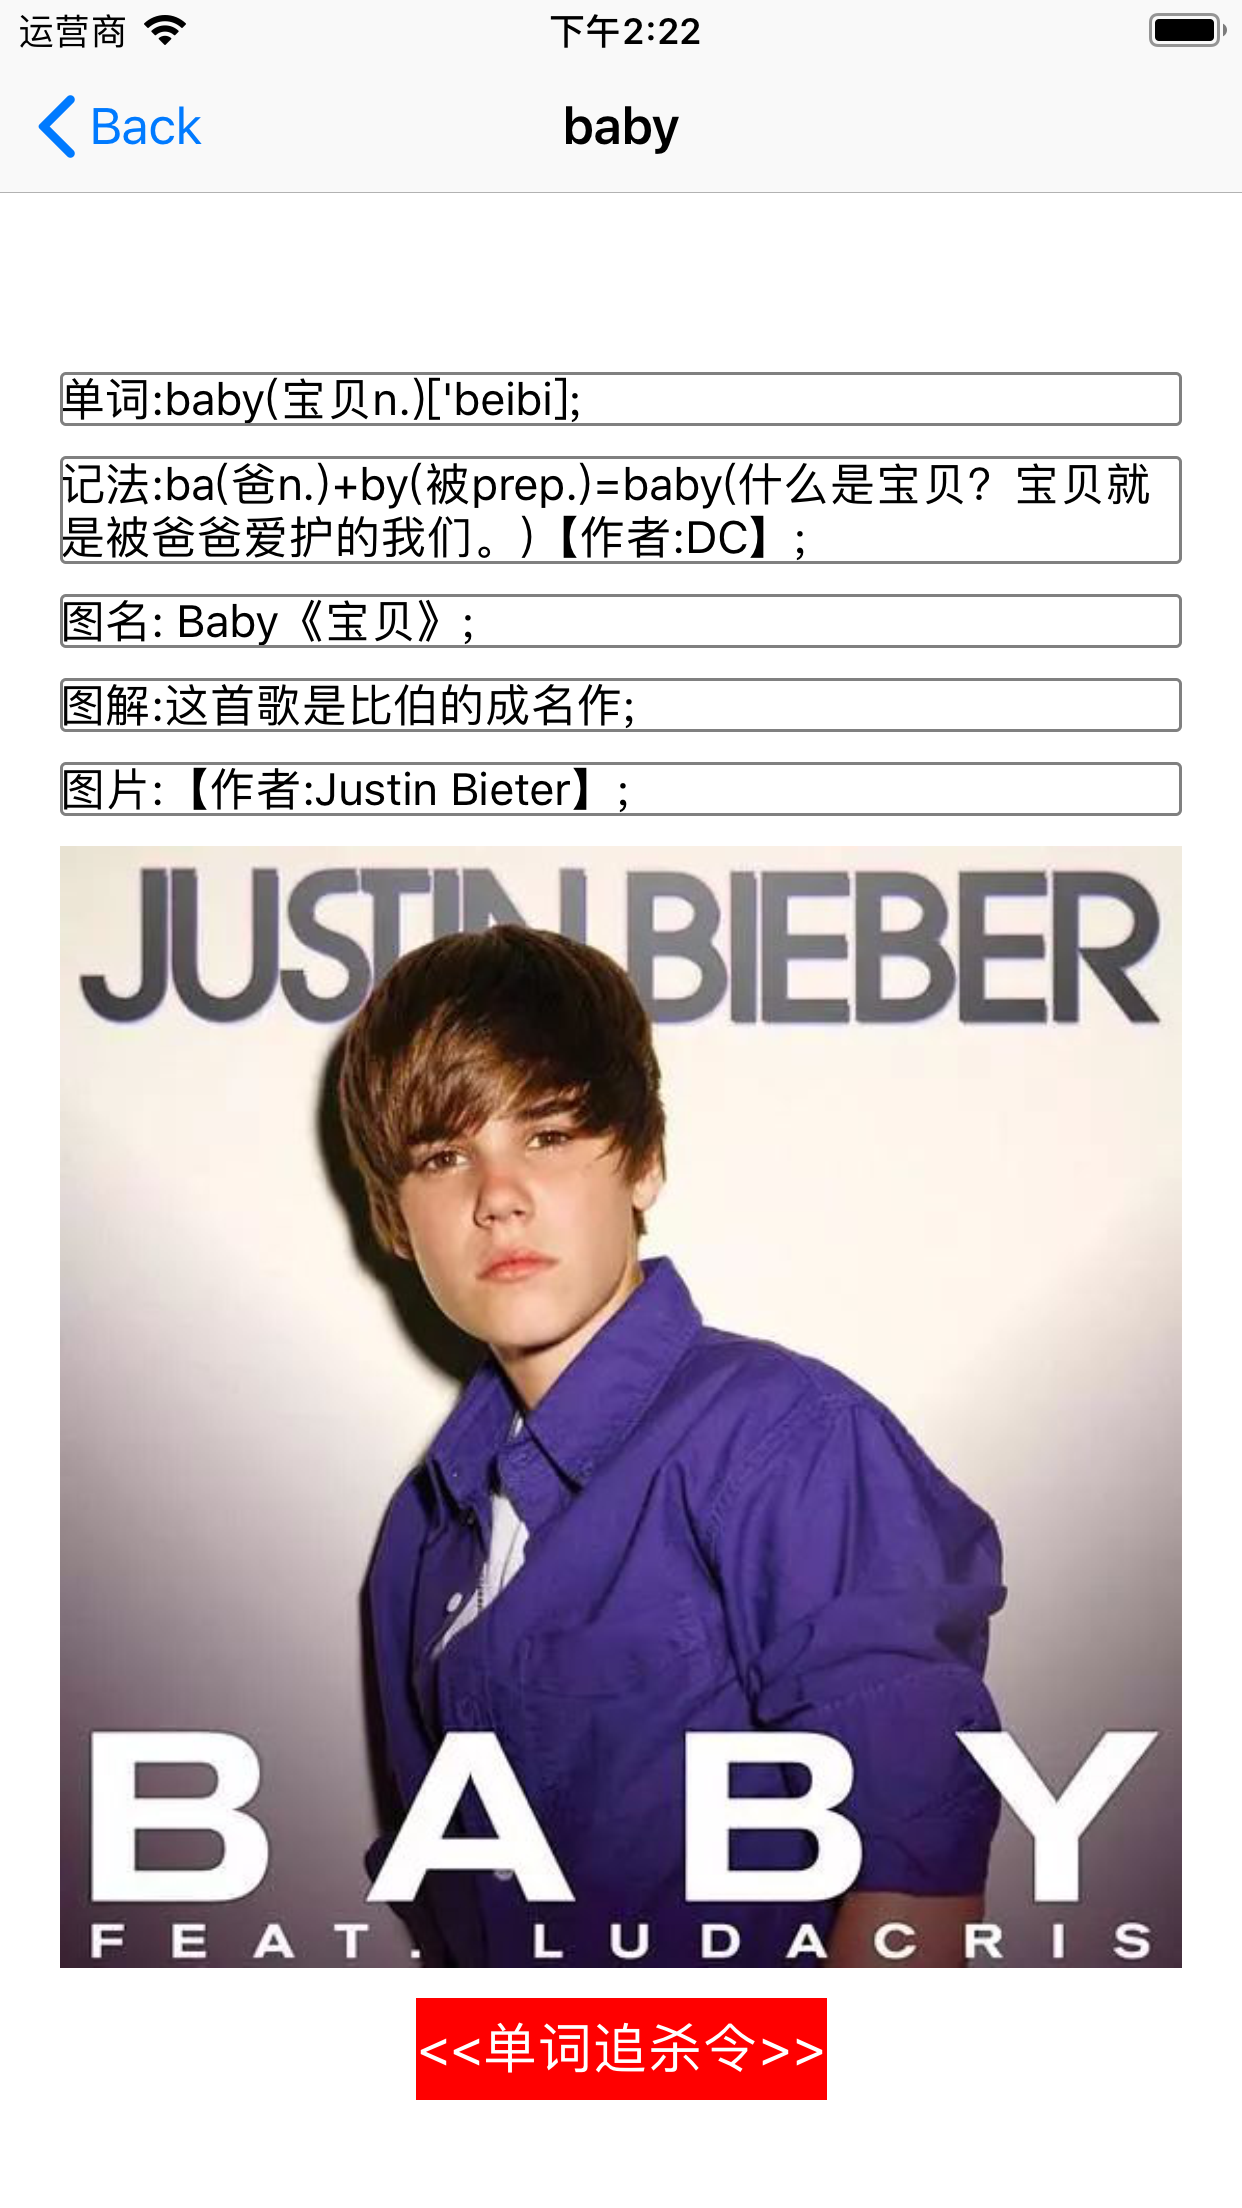 运营商
下午2:22
Back
baby
单词:baby(宝贝n.)['beibi];
记法:ba(爸n.)+by(被prep.)=baby(什么是宝贝？宝贝就
是被爸爸爱护的我们。)【作者:DC】;
图名: Baby《宝贝》;
图解:这首歌是比伯的成名作;
图片:【作者:Justin Bieter】;
JUSTIN BIEBER
BABY
FEAT. LUDACRIS
<<单词追杀令>>